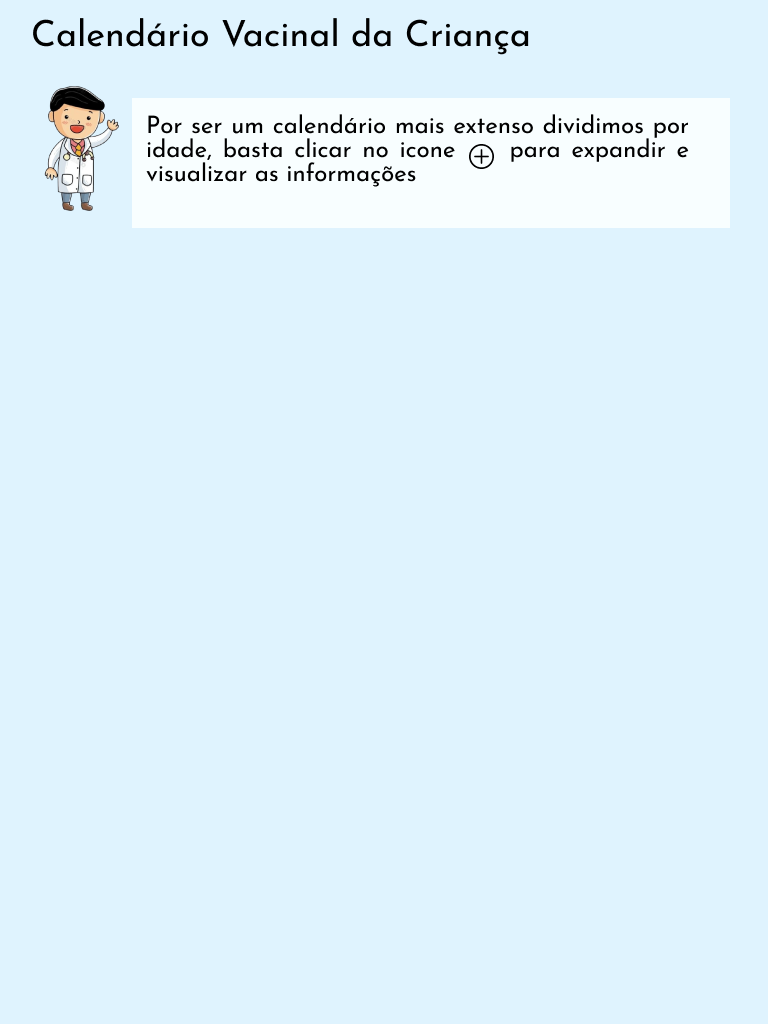 Calendário Vacinal da Criança
Por ser um calendário mais extenso dividimos por
idade, basta clicar no icone para expandir e
visualizar as informações